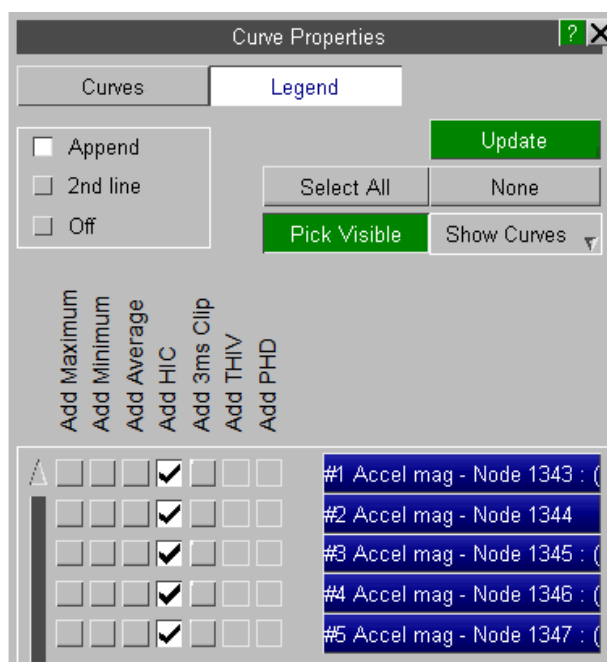 Curve Properties ? X
Curves Legend
Append Update
2nd line Select All None
Off Pick Visible Show Curves
Add Maximum
Add Minimum
Add Average
Add HIC
Add 3ms Clip
Add THIV
Add PHD
#1 Accel mag - Node 1343 : (
#2 Accel mag - Node 1344
#3 Accel mag - Node 1345 : (
#4 Accel mag - Node 1346 : (
#5 Accel mag - Node 1347 : (